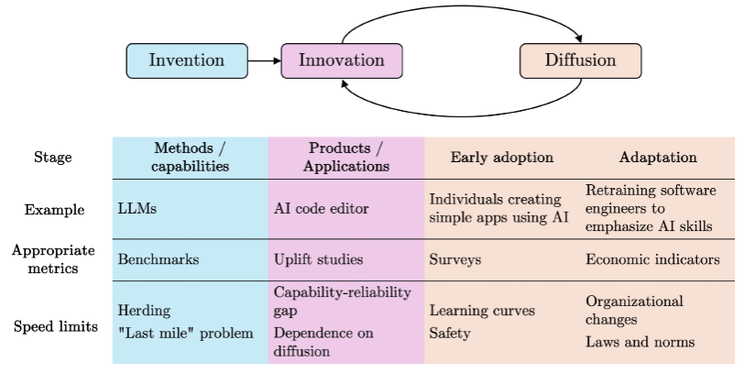 Invention
Innovation
Diffusion
Stage
Methods /
capabilities
Products /
Applications
Early adoption
Adaptation
Example
LLMs
AI code editor
Individuals creating
simple apps using AI
Retraining software
engineers to
emphasize AI skills
Appropriate
metrics
Benchmarks
Uplift studies
Surveys
Economic indicators
Speed limits
Herding
"Last mile" problem
Capability-reliability
gap
Dependence on
diffusion
Learning curves
Safety
Organizational
changes
Laws and norms